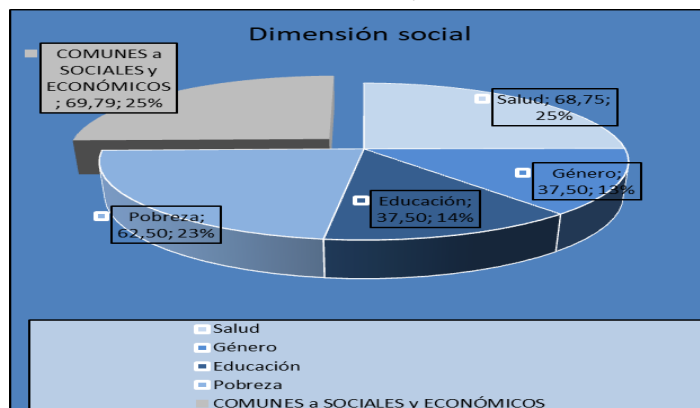 Dimensión social
COMUNES a
SOCIALES y
ECONÓMICOS
; 69,79; 25%
Salud; 68,75;
25%
Género;
37,50; 13%
Educación;
37,50; 14%
Pobreza;
62,50; 23%
Salud
Género
Educación
Pobreza
COMUNES a SOCIALES y ECONÓMICOS